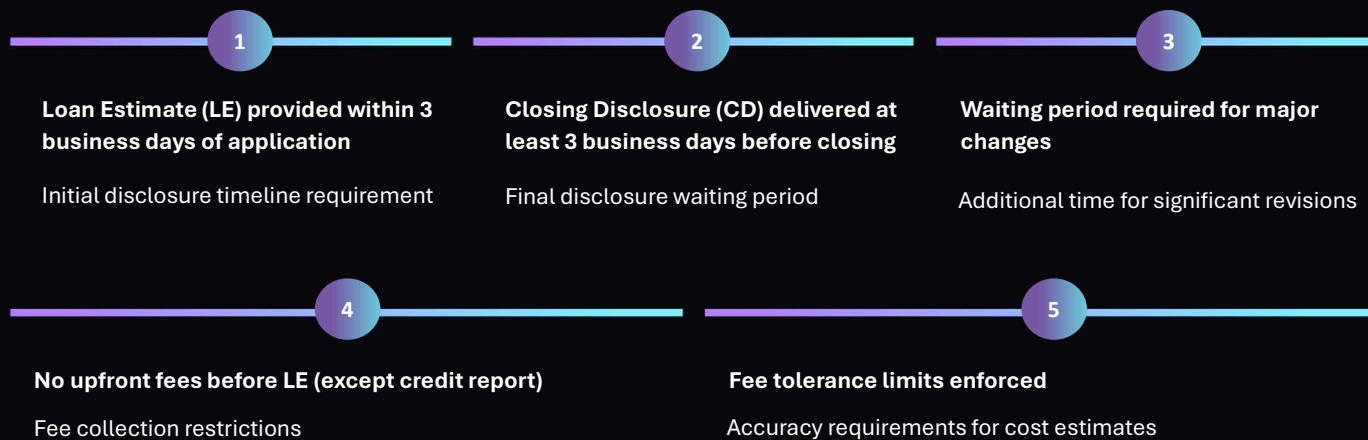 1
Loan Estimate (LE) provided within 3
business days of application
Initial disclosure timeline requirement
2
Closing Disclosure (CD) delivered at
least 3 business days before closing
Final disclosure waiting period
3
Waiting period required for major
changes
Additional time for significant revisions
4
No upfront fees before LE (except credit report)
Fee collection restrictions
5
Fee tolerance limits enforced
Accuracy requirements for cost estimates